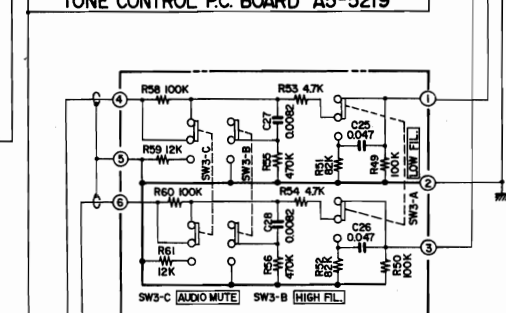 TONE CONTROL P.C. BOARD A5-5219
R58 100K
R53 4.7K
4
1
C27
0.0082
C25
0.047
R59 12K
SW3-C
SW3-B
5
R55
470K
R51
82K
R49
100K
LOW FIL.
2
R60 100K
R54 4.7K
SW3-A
6
C28
0.0082
C26
0.047
3
R61
12K
R56
470K
R52
82K
R50
100K
SW3-C AUDIO MUTE SW3-B HIGH FIL.